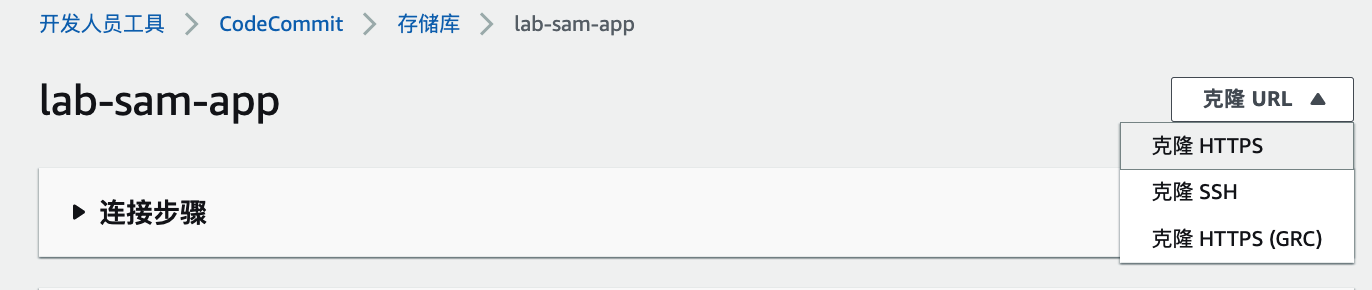 开发人员工具 CodeCommit 存储库 lab-sam-app
lab-sam-app
克隆 URL
克隆 HTTPS
克隆 SSH
克隆 HTTPS (GRC)
连接步骤